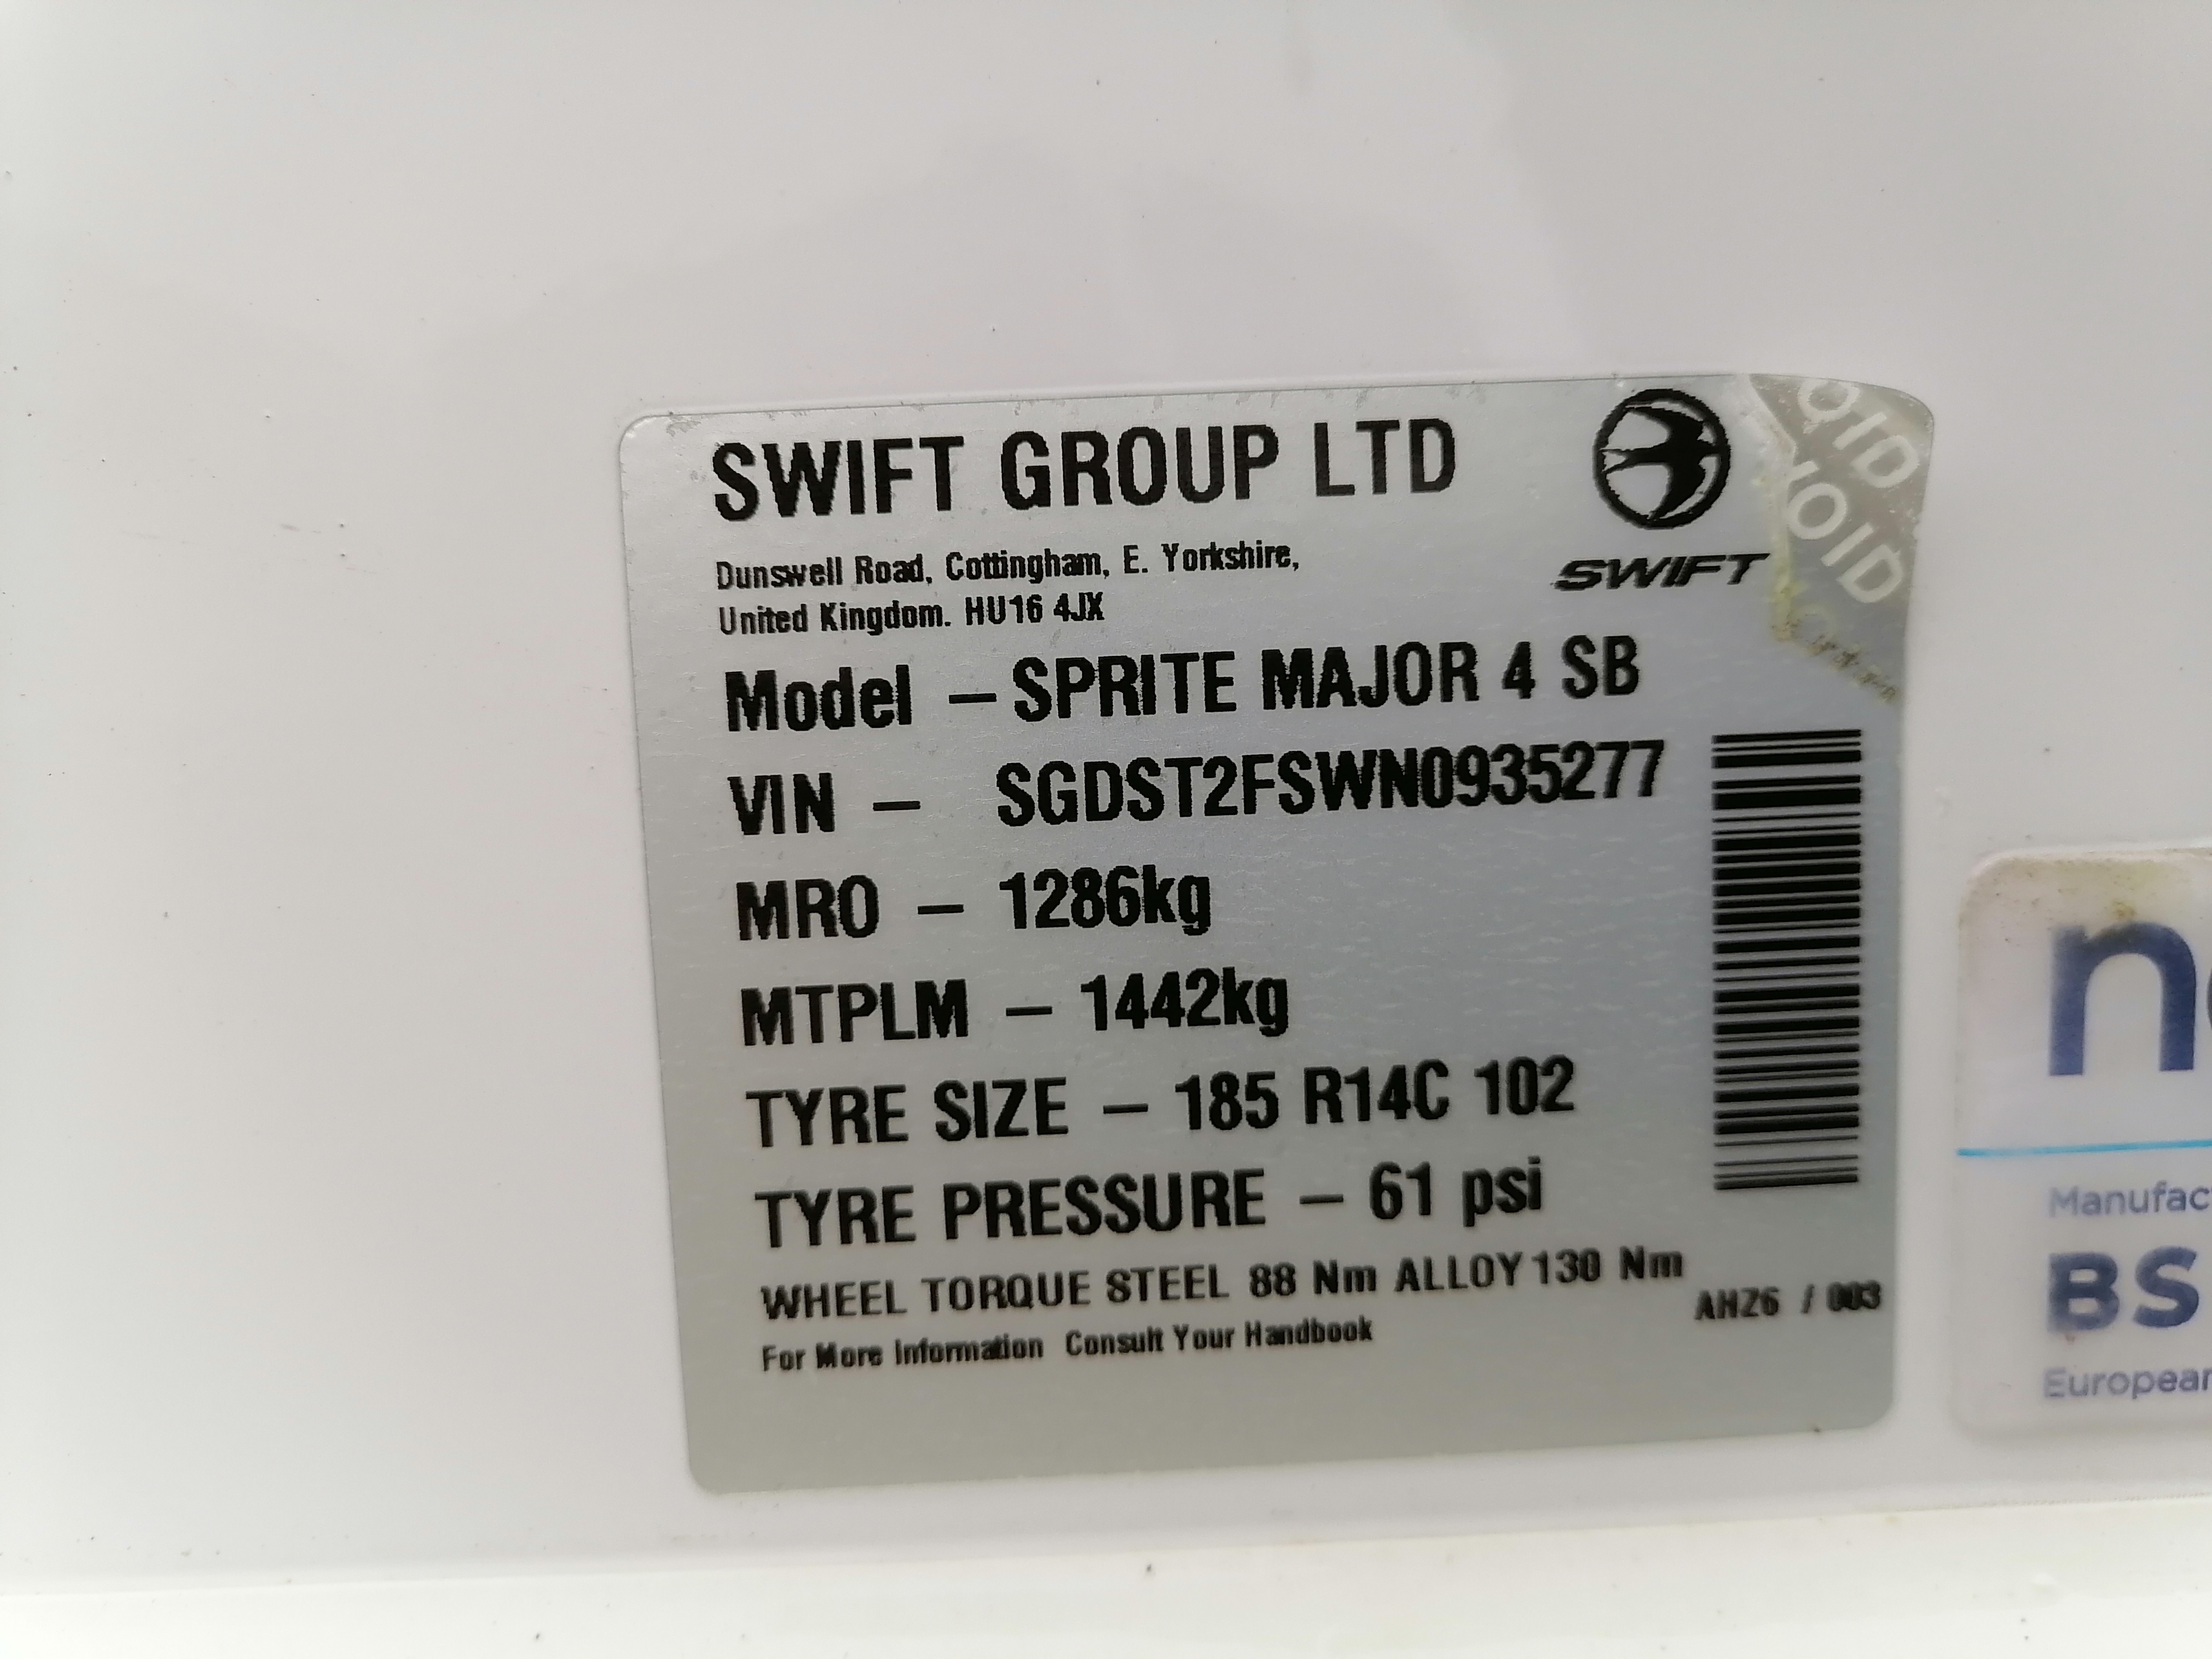 SWIFT GROUP LTD
SWIFT
Dunswell Road, Cottingham, E. Yorkshire,
United Kingdom. HU16 4JX
OID
VOID
Model – SPRITE MAJOR 4 SB
VIN – SGDST2FSWN0935277
MRO – 1286kg
MTPLM – 1442kg
TYRE SIZE – 185 R14C 102
TYRE PRESSURE – 61 psi
WHEEL TORQUE STEEL 88 Nm ALLOY 130 Nm
AHZ6 / 003
For More Information Consult Your Handbook
Manufac
BS
European